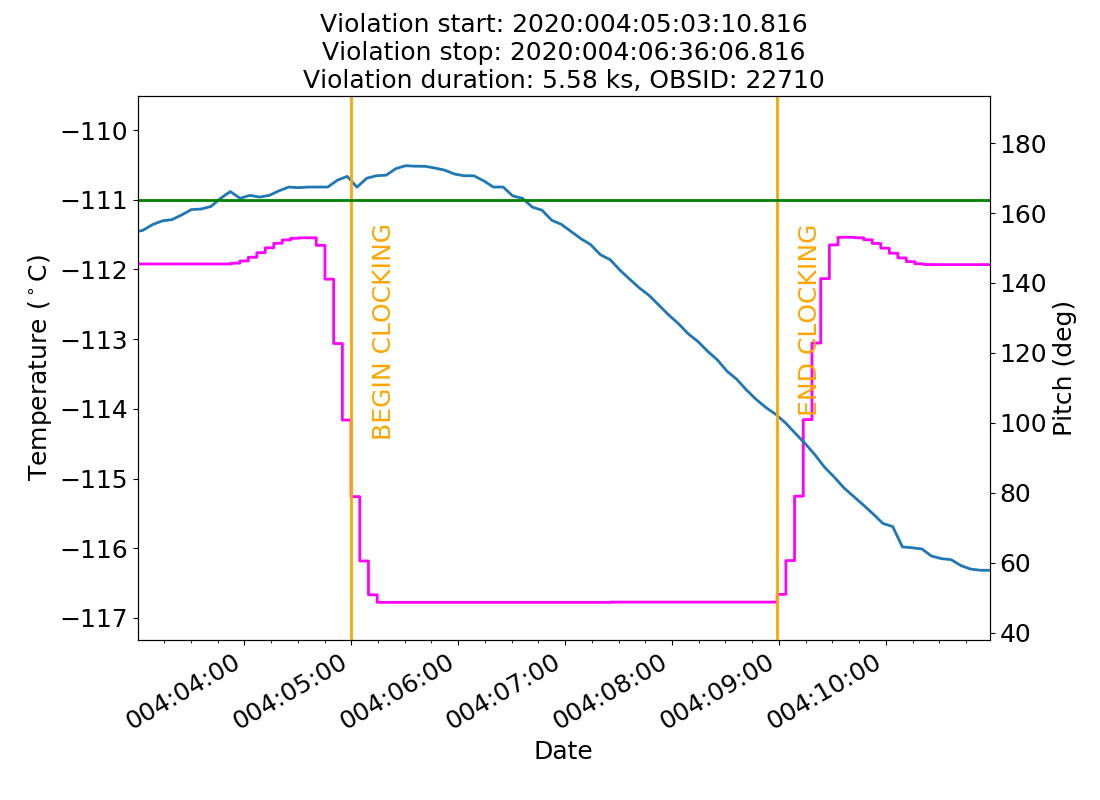 Violation start: 2020:004:05:03:10.816
Violation stop: 2020:004:06:36:06.816
Violation duration: 5.58 ks, OBSID: 22710
−110
−111
−112
−113
−114
−115
−116
−117
Temperature (°C)
BEGIN CLOCKING
END CLOCKING
180
160
140
120
100
80
60
40
Pitch (deg)
004:04:00
004:05:00
004:06:00
004:07:00
004:08:00
004:09:00
004:10:00
Date